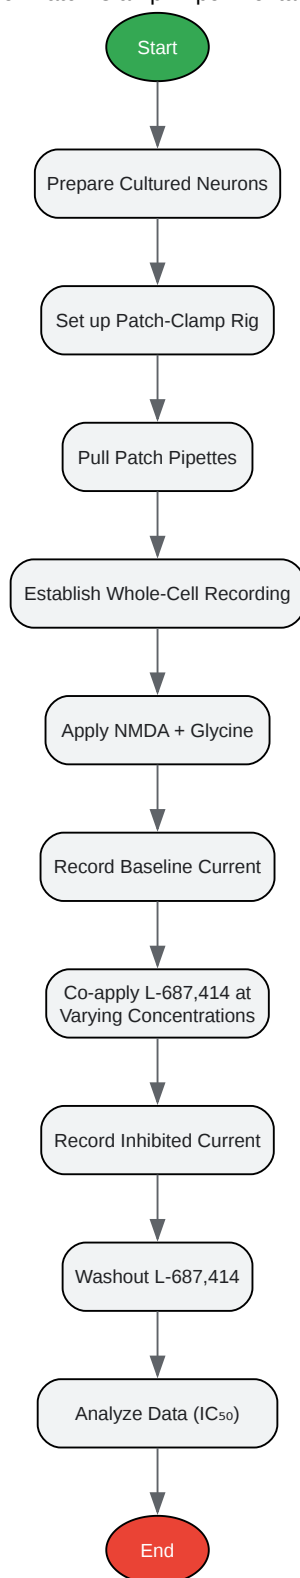 Start
Prepare Cultured Neurons
Set up Patch-Clamp Rig
Pull Patch Pipettes
Establish Whole-Cell Recording
Apply NMDA + Glycine
Record Baseline Current
Co-apply L-687,414 at
Varying Concentrations
Record Inhibited Current
Washout L-687,414
Analyze Data (IC₅₀)
End